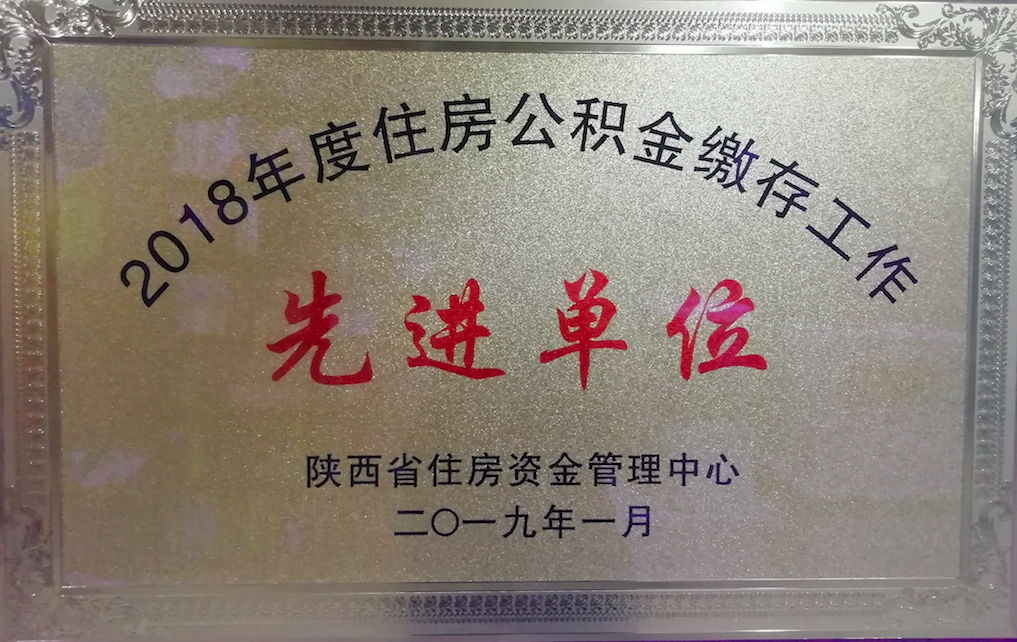 2018年度住房公积金缴存工作
先进单位
陕西省住房资金管理中心
二〇一九年一月